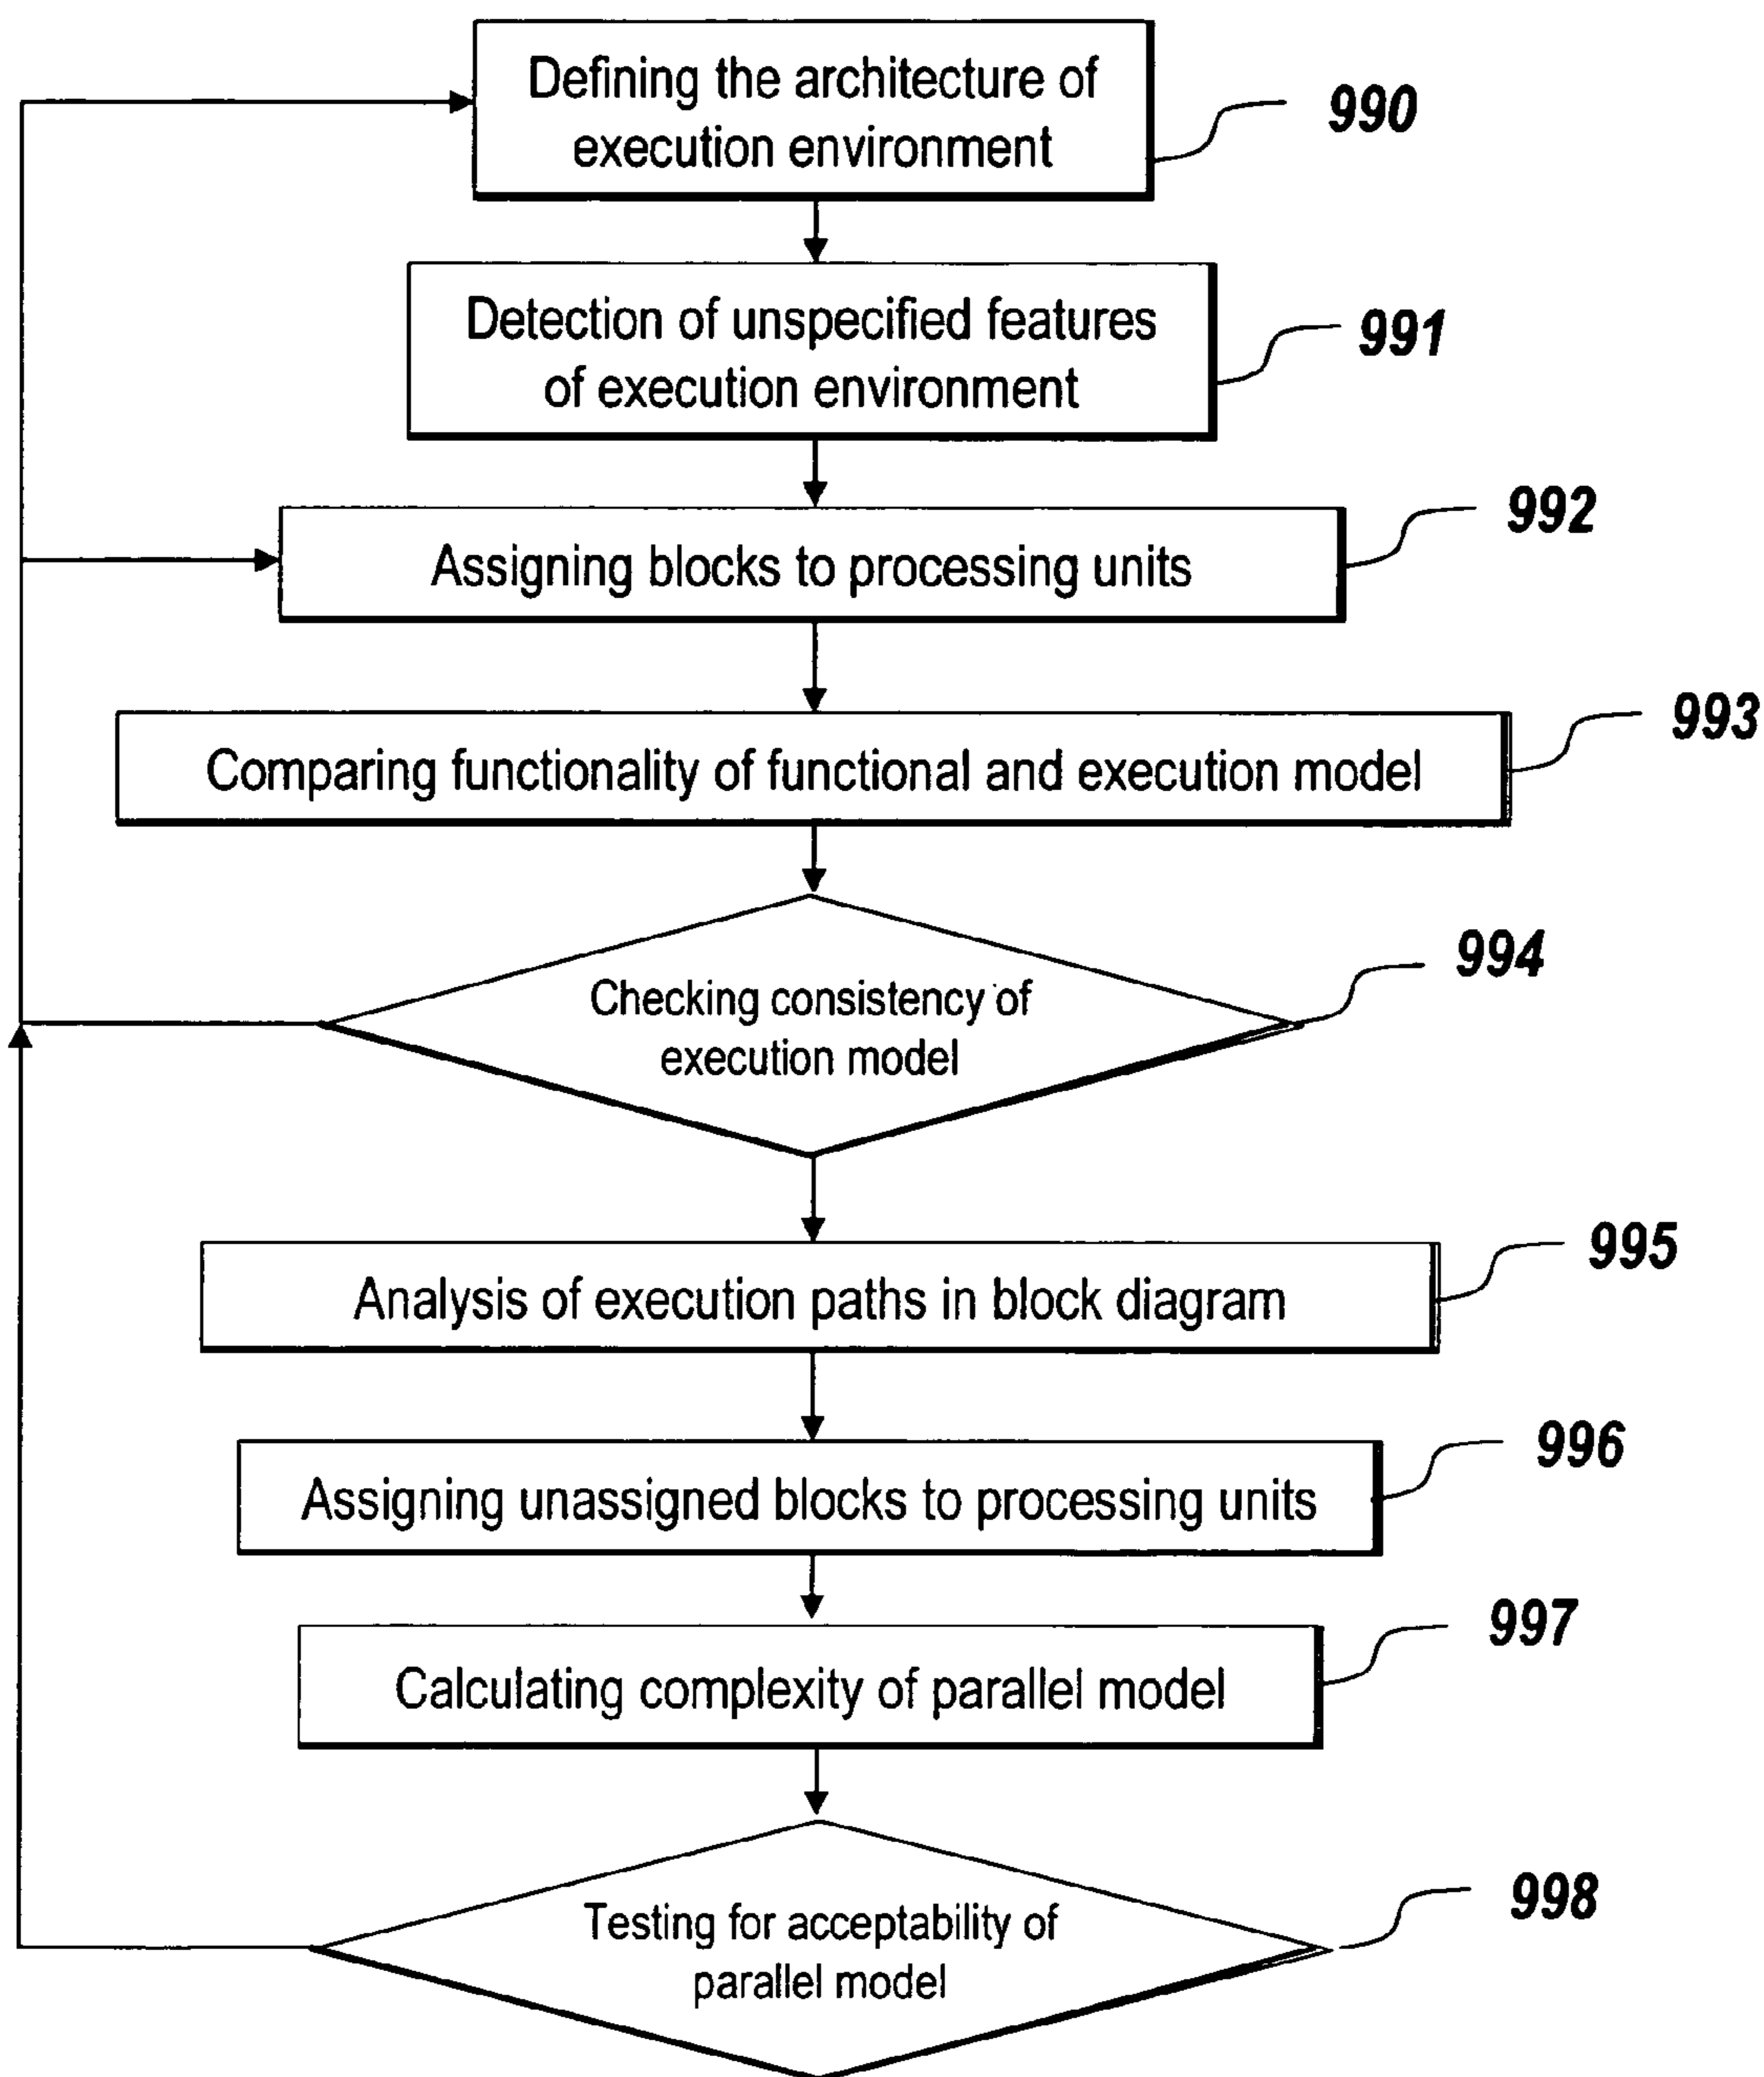 Defining the architecture of
execution environment
990
Detection of unspecified features
of execution environment
991
992
Assigning blocks to processing units
993
Comparing functionality of functional and execution model
994
Checking consistency of
execution model
995
Analysis of execution paths in block diagram
996
Assigning unassigned blocks to processing units
997
Calculating complexity of parallel model
998
Testing for acceptability of
parallel model